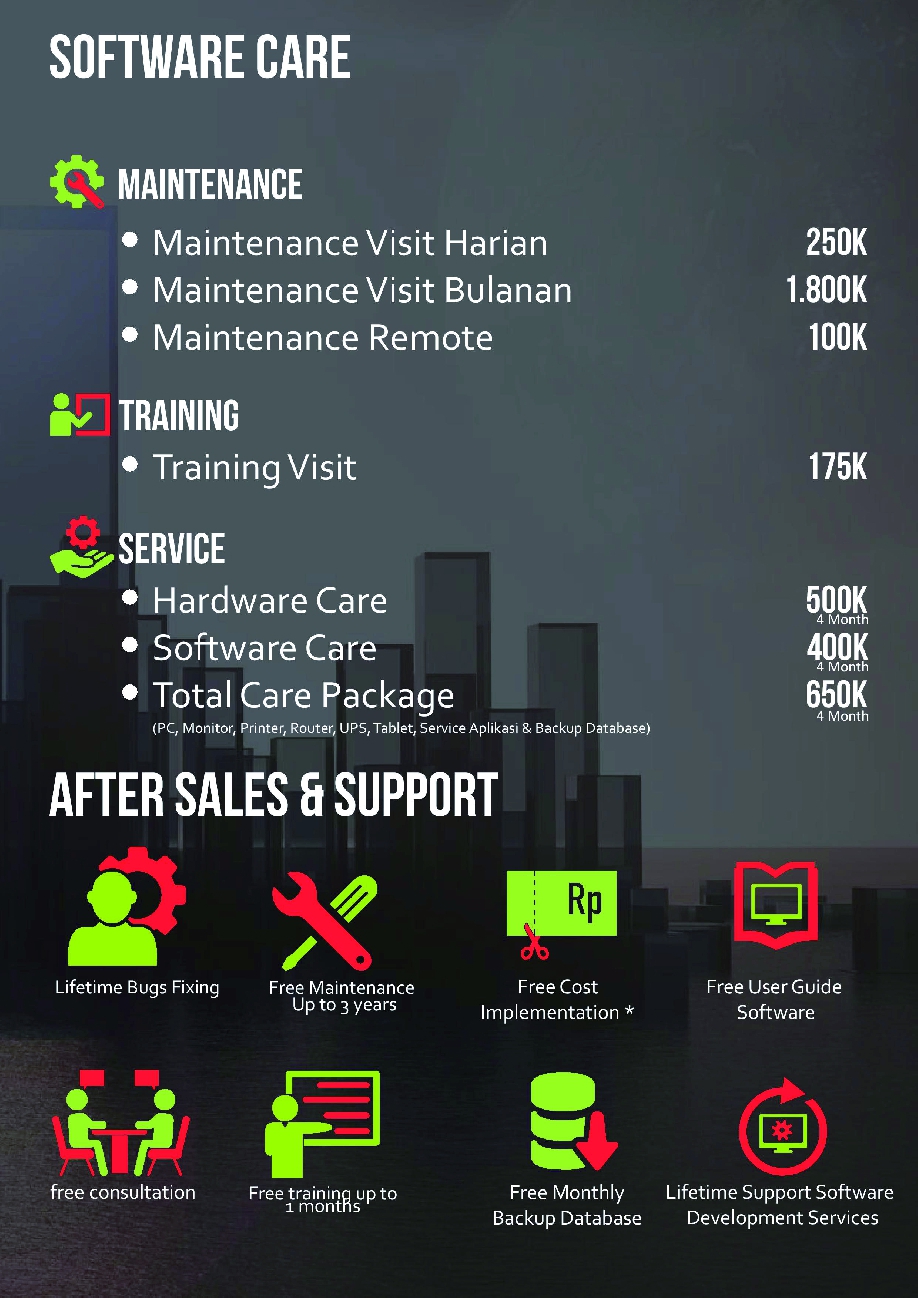 SOFTWARE CARE
MAINTENANCE
• Maintenance Visit Harian 250K
• Maintenance Visit Bulanan 1.800K
• Maintenance Remote 100K
TRAINING
• Training Visit 175K
SERVICE
• Hardware Care 500K
4 Month
• Software Care 400K
4 Month
• Total Care Package 650K
4 Month
(PC, Monitor, Printer, Router, UPS, Tablet, Service Aplikasi & Backup Database)
AFTER SALES & SUPPORT
Rp
Lifetime Bugs Fixing
Free Maintenance
Up to 3 years
Free Cost
Implementation *
Free User Guide
Software
free consultation
Free training up to
1 months
Free Monthly
Backup Database
Lifetime Support Software
Development Services